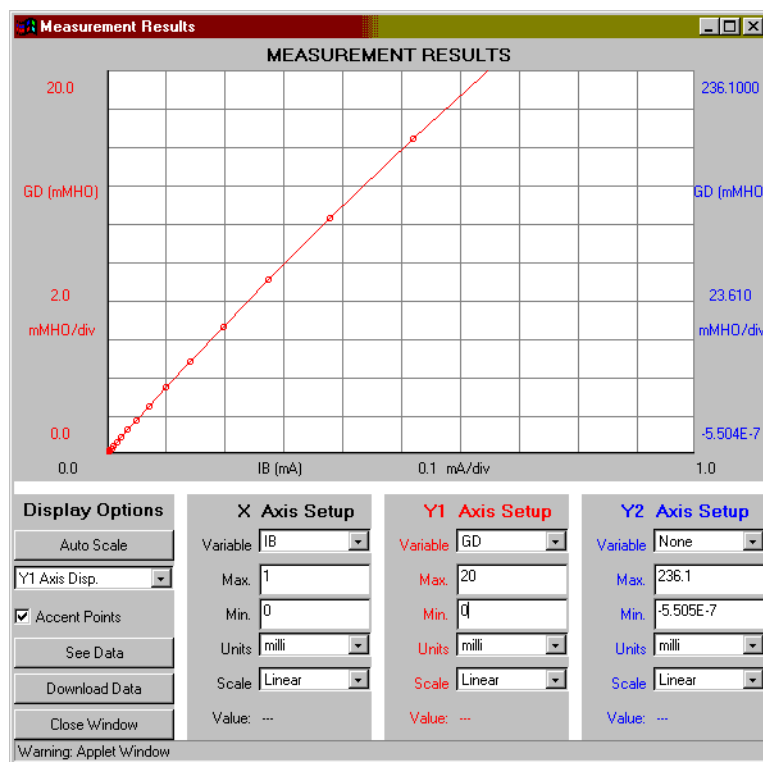 Measurement Results
MEASUREMENT RESULTS
20.0
236.1000
GD (mMHO)
GD (mMHO
2.0
23.610
mMHO/div
mMHO/div
0.0
-5.504E-7
0.0
IB (mA)
0.1 mA/div
1.0
Display Options
Auto Scale
Y1 Axis Disp.
Accent Points
See Data
Download Data
Close Window
X Axis Setup
Variable IB
Max. 1
Min. 0
Units milli
Scale Linear
Value: ---
Y1 Axis Setup
Variable GD
Max. 20
Min. 0
Units milli
Scale Linear
Value: ---
Y2 Axis Setup
Variable None
Max. 236.1
Min. -5.505E-7
Units milli
Scale Linear
Value: ---
Warning: Applet Window